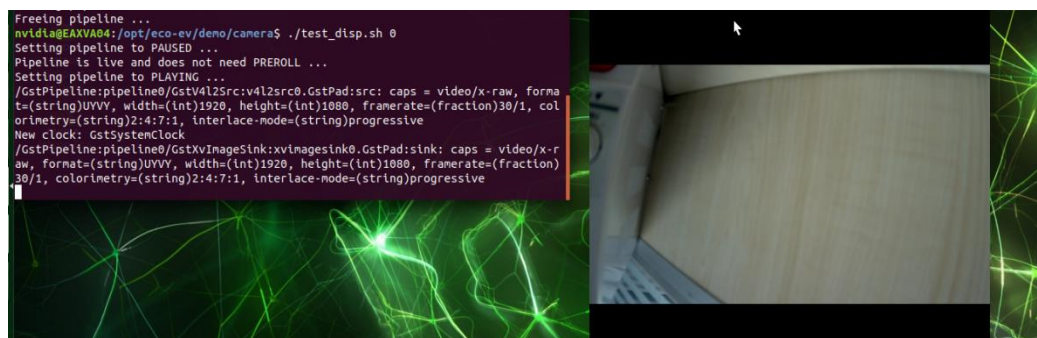 Freeing pipeline ...
nvidia@EAXVA04:/opt/eco-ev/demo/camera$ ./test_disp.sh 0
Setting pipeline to PAUSED ...
Pipeline is live and does not need PREROLL ...
Setting pipeline to PLAYING ...
/GstPipeline:pipeline0/GstV4l2Src:v4l2src0.GstPad:src: caps = video/x-raw, forma
t=(string)UYVY, width=(int)1920, height=(int)1080, framerate=(fraction)30/1, col
orimetry=(string)2:4:7:1, interlace-mode=(string)progressive
New clock: GstSystemClock
/GstPipeline:pipeline0/GstXvImageSink:xvimagesink0.GstPad:sink: caps = video/x-r
aw, format=(string)UYVY, width=(int)1920, height=(int)1080, framerate=(fraction)
30/1, colorimetry=(string)2:4:7:1, interlace-mode=(string)progressive